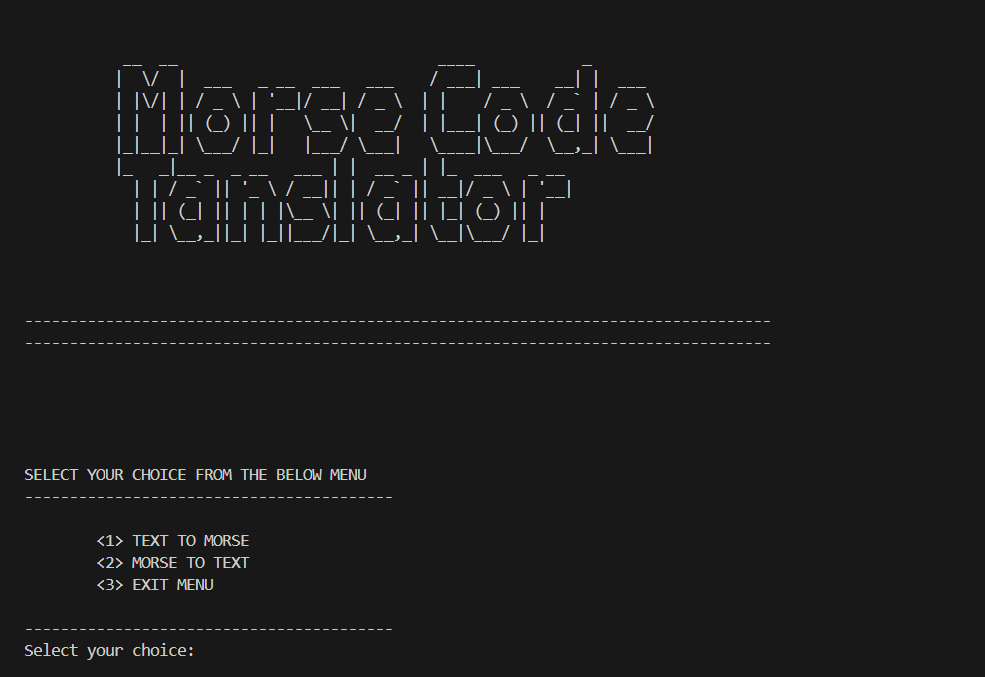 Morse Code
Tanslator
SELECT YOUR CHOICE FROM THE BELOW MENU
<1> TEXT TO MORSE
<2> MORSE TO TEXT
<3> EXIT MENU
Select your choice: